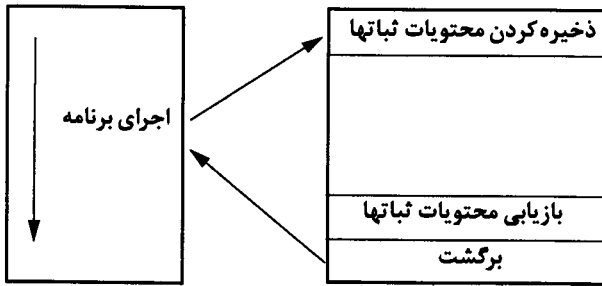 ذخیره کردن محتویات ثباتها
اجرای برنامه
بازیابی محتویات ثباتها
برگشت